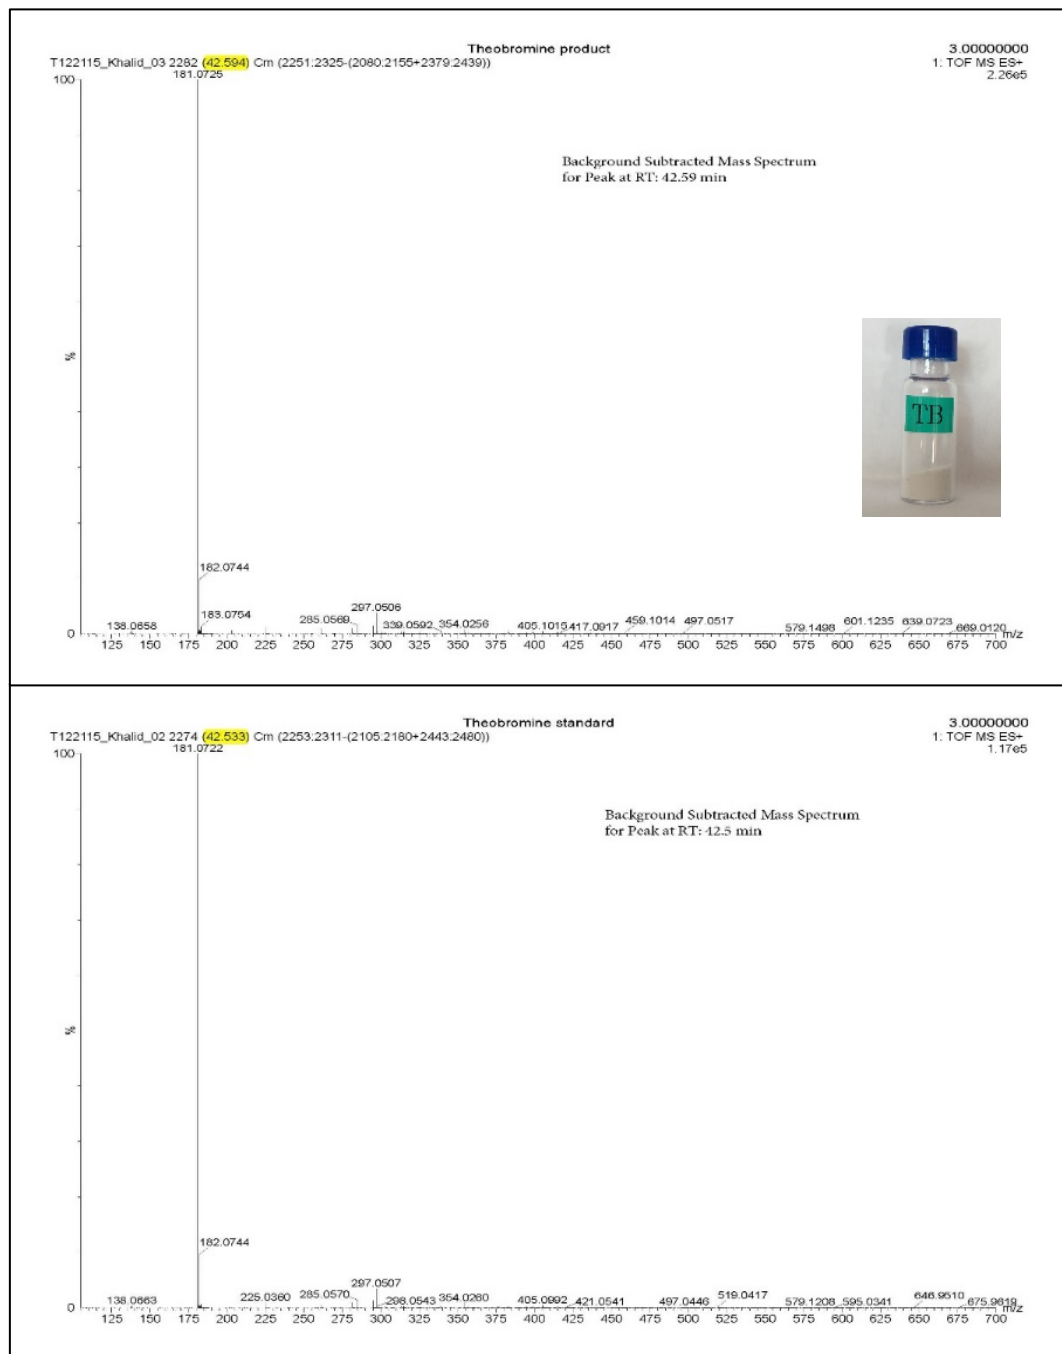 Theobromine product
3.00000000
T122115_Khalid_03 2282 (42.594) Cm (2251:2325-(2080:2155+2379:2439))
1: TOF MS ES+
2.26e5
100
181.0725
Background Subtracted Mass Spectrum
for Peak at RT: 42.59 min
%
TB
182.0744
183.0754
138.0658
285.0569
297.0506
339.0592
354.0256
405.1015
417.0917
459.1014
497.0517
579.1498
601.1235
639.0723
669.0120
0
m/z
125 150 175 200 225 250 275 300 325 350 375 400 425 450 475 500 525 550 575 600 625 650 675 700
Theobromine standard
3.00000000
T122115_Khalid_02 2274 (42.533) Cm (2253:2311-(2105:2180+2443:2480))
1: TOF MS ES+
1.17e5
100
181.0722
Background Subtracted Mass Spectrum
for Peak at RT: 42.5 min
%
182.0744
138.0663
225.0360
285.0570
297.0507
298.0543
354.0260
405.0992
421.0541
497.0446
519.0417
579.1208
595.0341
646.9510
675.9619
0
m/z
125 150 175 200 225 250 275 300 325 350 375 400 425 450 475 500 525 550 575 600 625 650 675 700